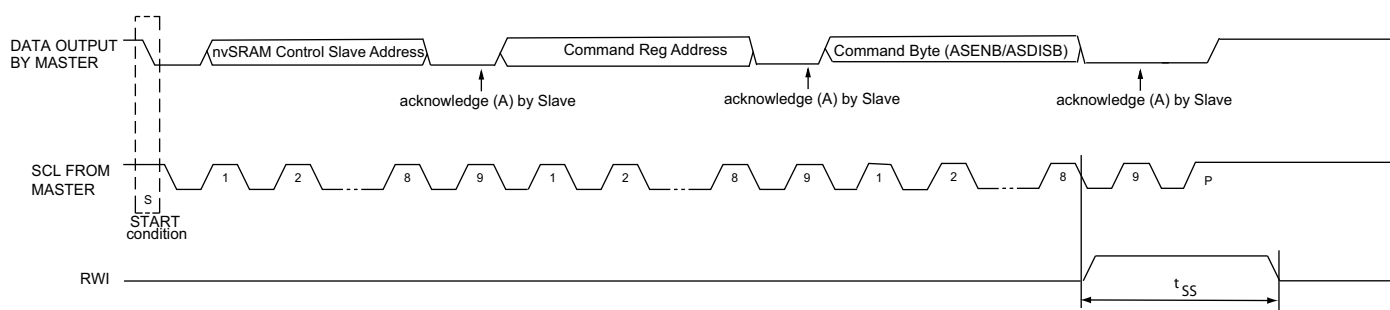 DATA OUTPUT
BY MASTER
nvSRAM Control Slave Address
Command Reg Address
Command Byte (ASENB/ASDISB)
acknowledge (A) by Slave
acknowledge (A) by Slave
acknowledge (A) by Slave
SCL FROM
MASTER
1 2 8 9 1 2 8 9 1 2 8 9
S
P
START
condition
RWI
tSS